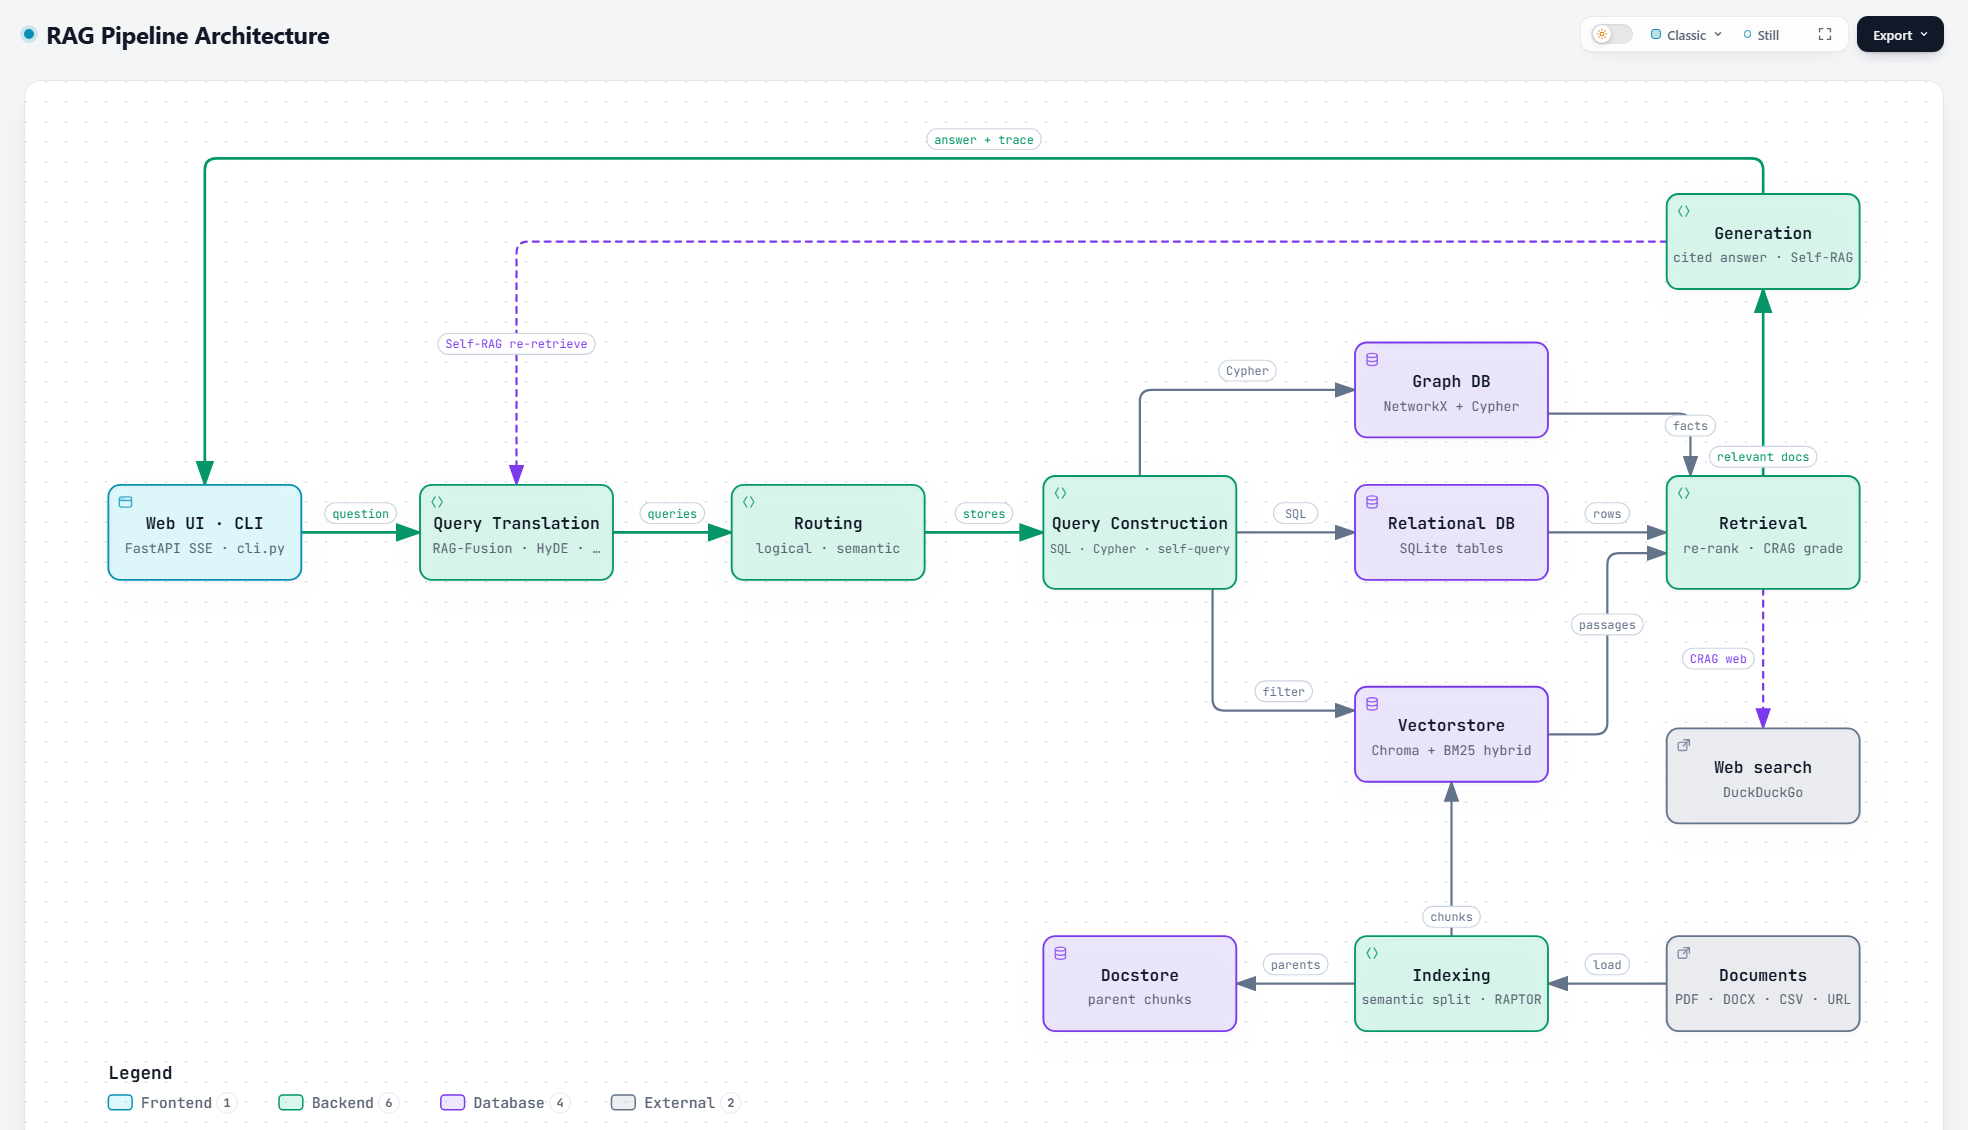 RAG Pipeline Architecture
Classic
Still
Export
answer + trace
Generation
cited answer · Self-RAG
Self-RAG re-retrieve
Cypher
Graph DB
NetworkX + Cypher
facts
relevant docs
Web UI · CLI
FastAPI SSE · cli.py
question
Query Translation
RAG-Fusion · HyDE · …
queries
Routing
logical · semantic
stores
Query Construction
SQL · Cypher · self-query
SQL
Relational DB
SQLite tables
rows
Retrieval
re-rank · CRAG grade
passages
CRAG web
filter
Vectorstore
Chroma + BM25 hybrid
Web search
DuckDuckGo
chunks
Docstore
parent chunks
parents
Indexing
semantic split · RAPTOR
load
Documents
PDF · DOCX · CSV · URL
Legend
Frontend 1
Backend 6
Database 4
External 2